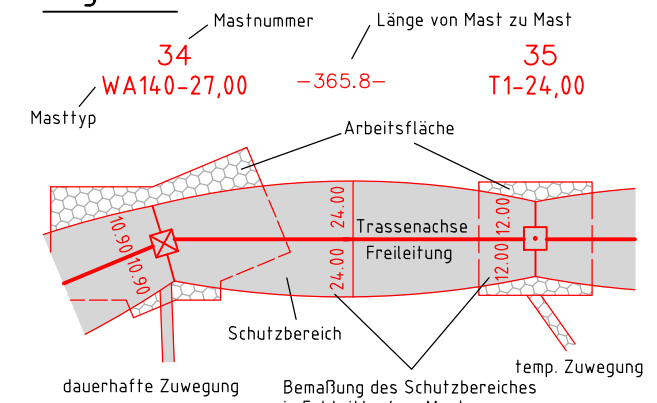 Mastnummer
Länge von Mast zu Mast
34
35
WA140-27,00
-365.8-
T1-24,00
Masttyp
Arbeitsfläche
10.90
24.00
12.00
Trassenachse
Freileitung
10.90
24.00
12.00
Schutzbereich
temp. Zuwegung
dauerhafte Zuwegung
Bemaßung des Schutzbereiches